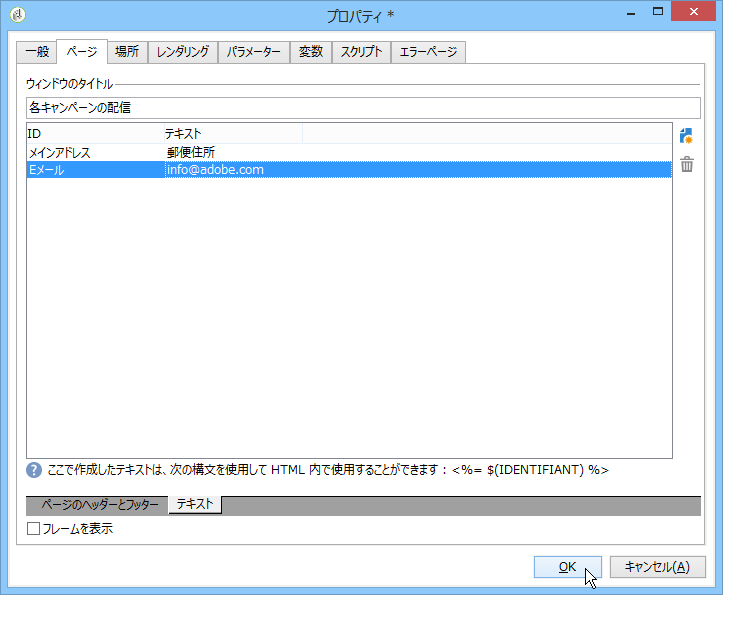 プロパティ *
一般 ページ 場所 レンダリング パラメーター 変数 スクリプト エラーページ
ウィンドウのタイトル
各キャンペーンの配信
ID テキスト
メインアドレス 郵便住所
Eメール info@adobe.com
? ここで作成したテキストは、次の構文を使用して HTML 内で使用することができます : <%= $(IDENTIFIANT) %>
ページのヘッダーとフッター テキスト
フレームを表示
OK キャンセル(A)